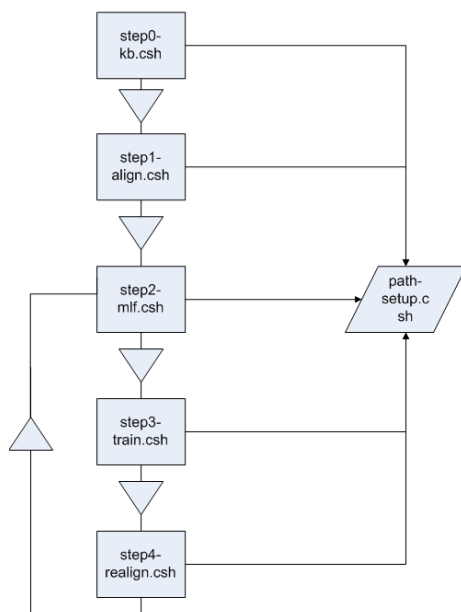 step0-
kb.csh
step1-
align.csh
step2-
mlf.csh
path-
setup.c
sh
step3-
train.csh
step4-
realign.csh